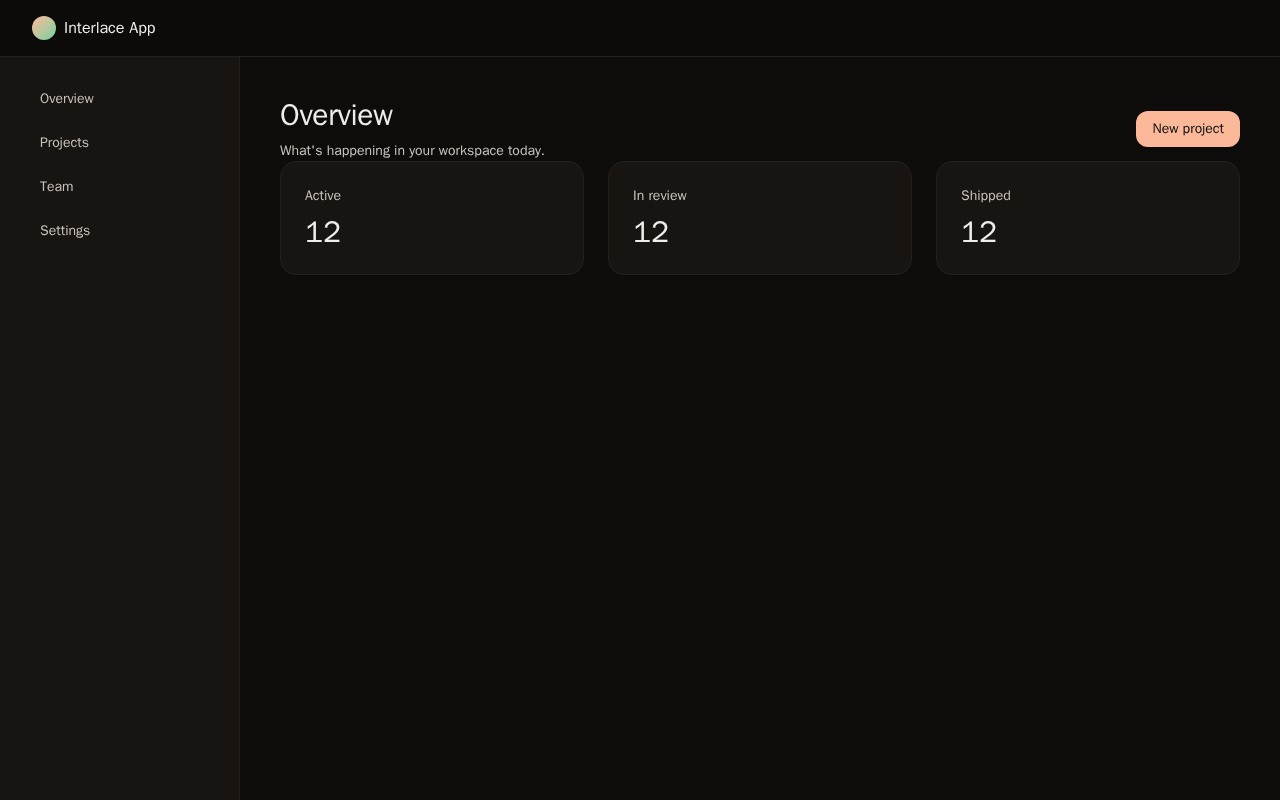 Interlace App
Overview
Projects
Team
Settings
Overview
What's happening in your workspace today.
New project
Active
12
In review
12
Shipped
12